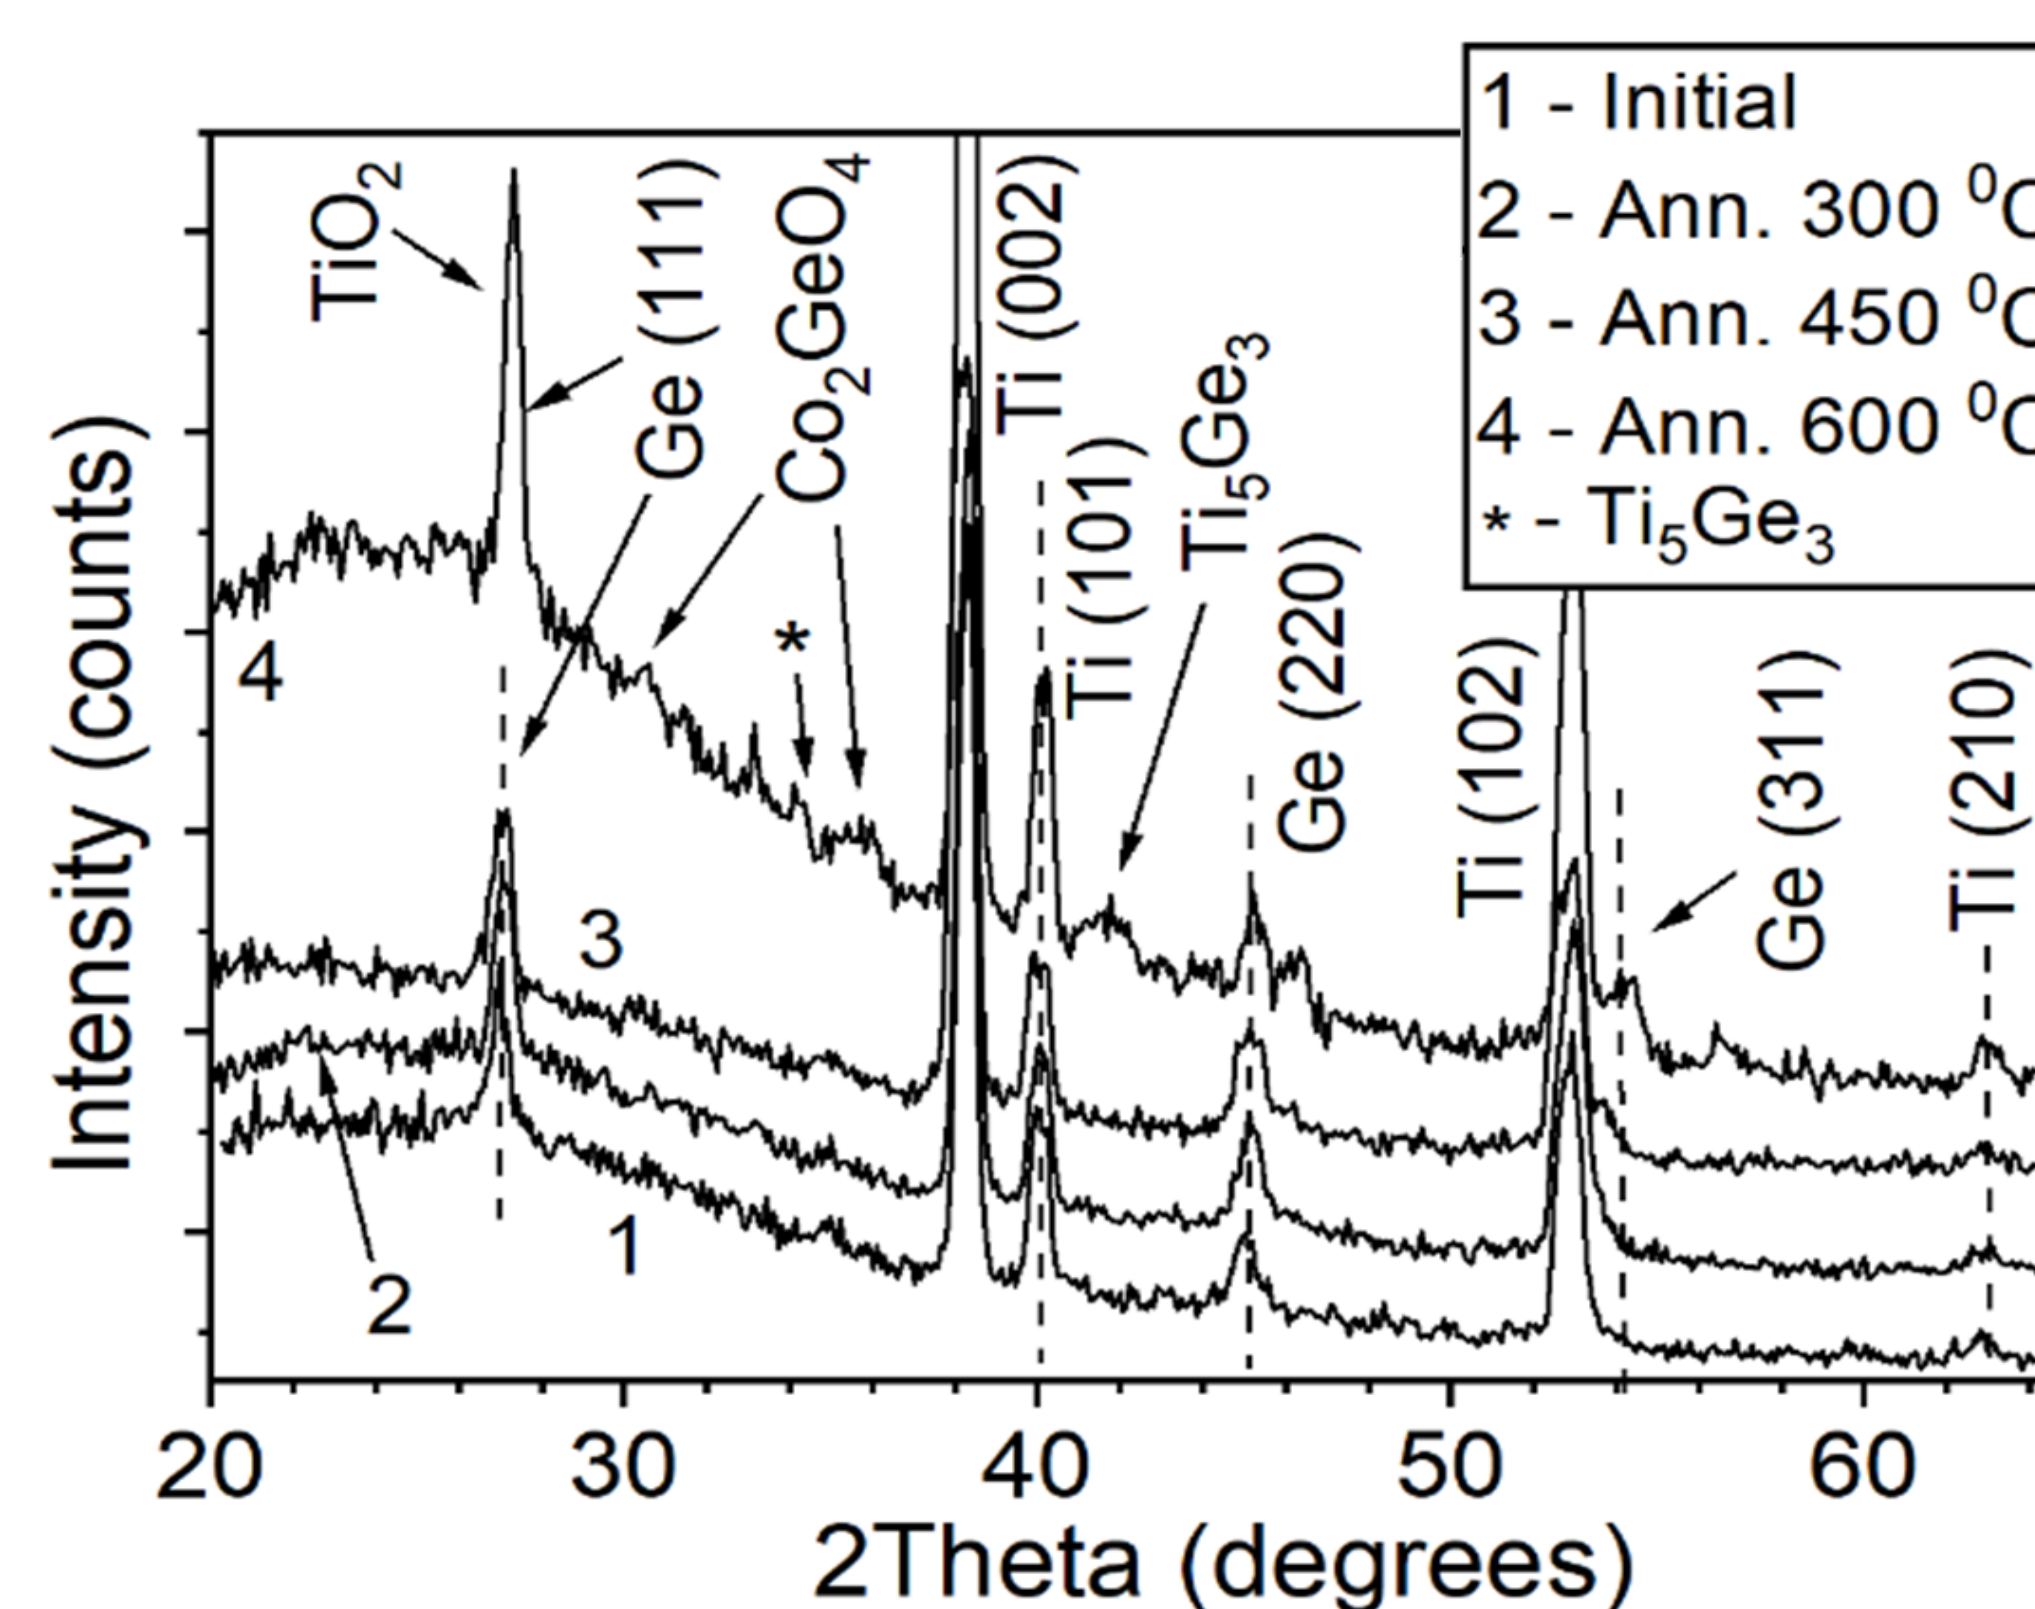 1 - Initial
2 - Ann. 300 ⁰C
3 - Ann. 450 ⁰C
4 - Ann. 600 ⁰C
* - Ti₅Ge₃
TiO₂
Ge (111)
Co₂GeO₄
Ti (002)
Ti (101)
Ti₅Ge₃
Ge (220)
Ti (102)
Ge (311)
Ti (210)
*
4
3
2
1
Intensity (counts)
20 30 40 50 60
2Theta (degrees)